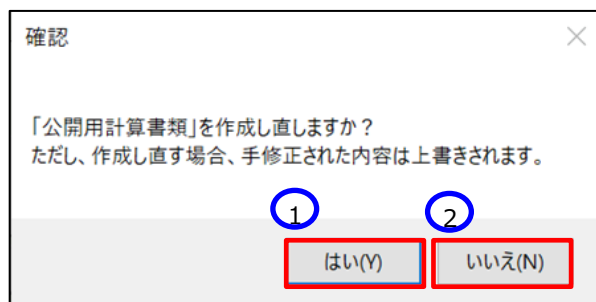 確認
「公開用計算書類」を作成し直しますか？
ただし、作成し直す場合、手修正された内容は上書きされます。
1 2
はい(Y) いいえ(N)